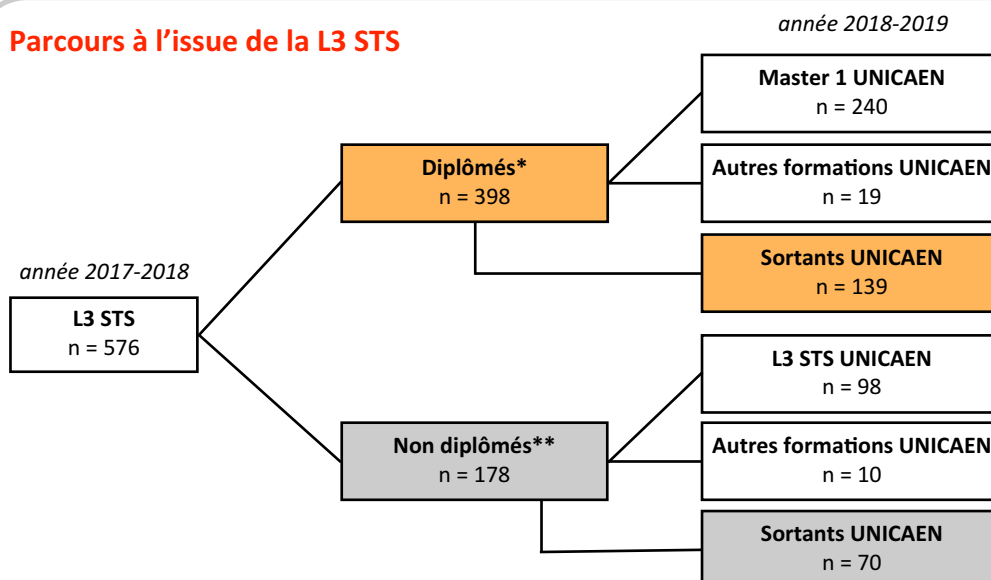 Parcours à l'issue de la L3 STS
année 2018-2019
Master 1 UNICAEN
n = 240
Diplômés*
n = 398
Autres formations UNICAEN
n = 19
Sortants UNICAEN
n = 139
année 2017-2018
L3 STS
n = 576
L3 STS UNICAEN
n = 98
Non diplômés**
n = 178
Autres formations UNICAEN
n = 10
Sortants UNICAEN
n = 70